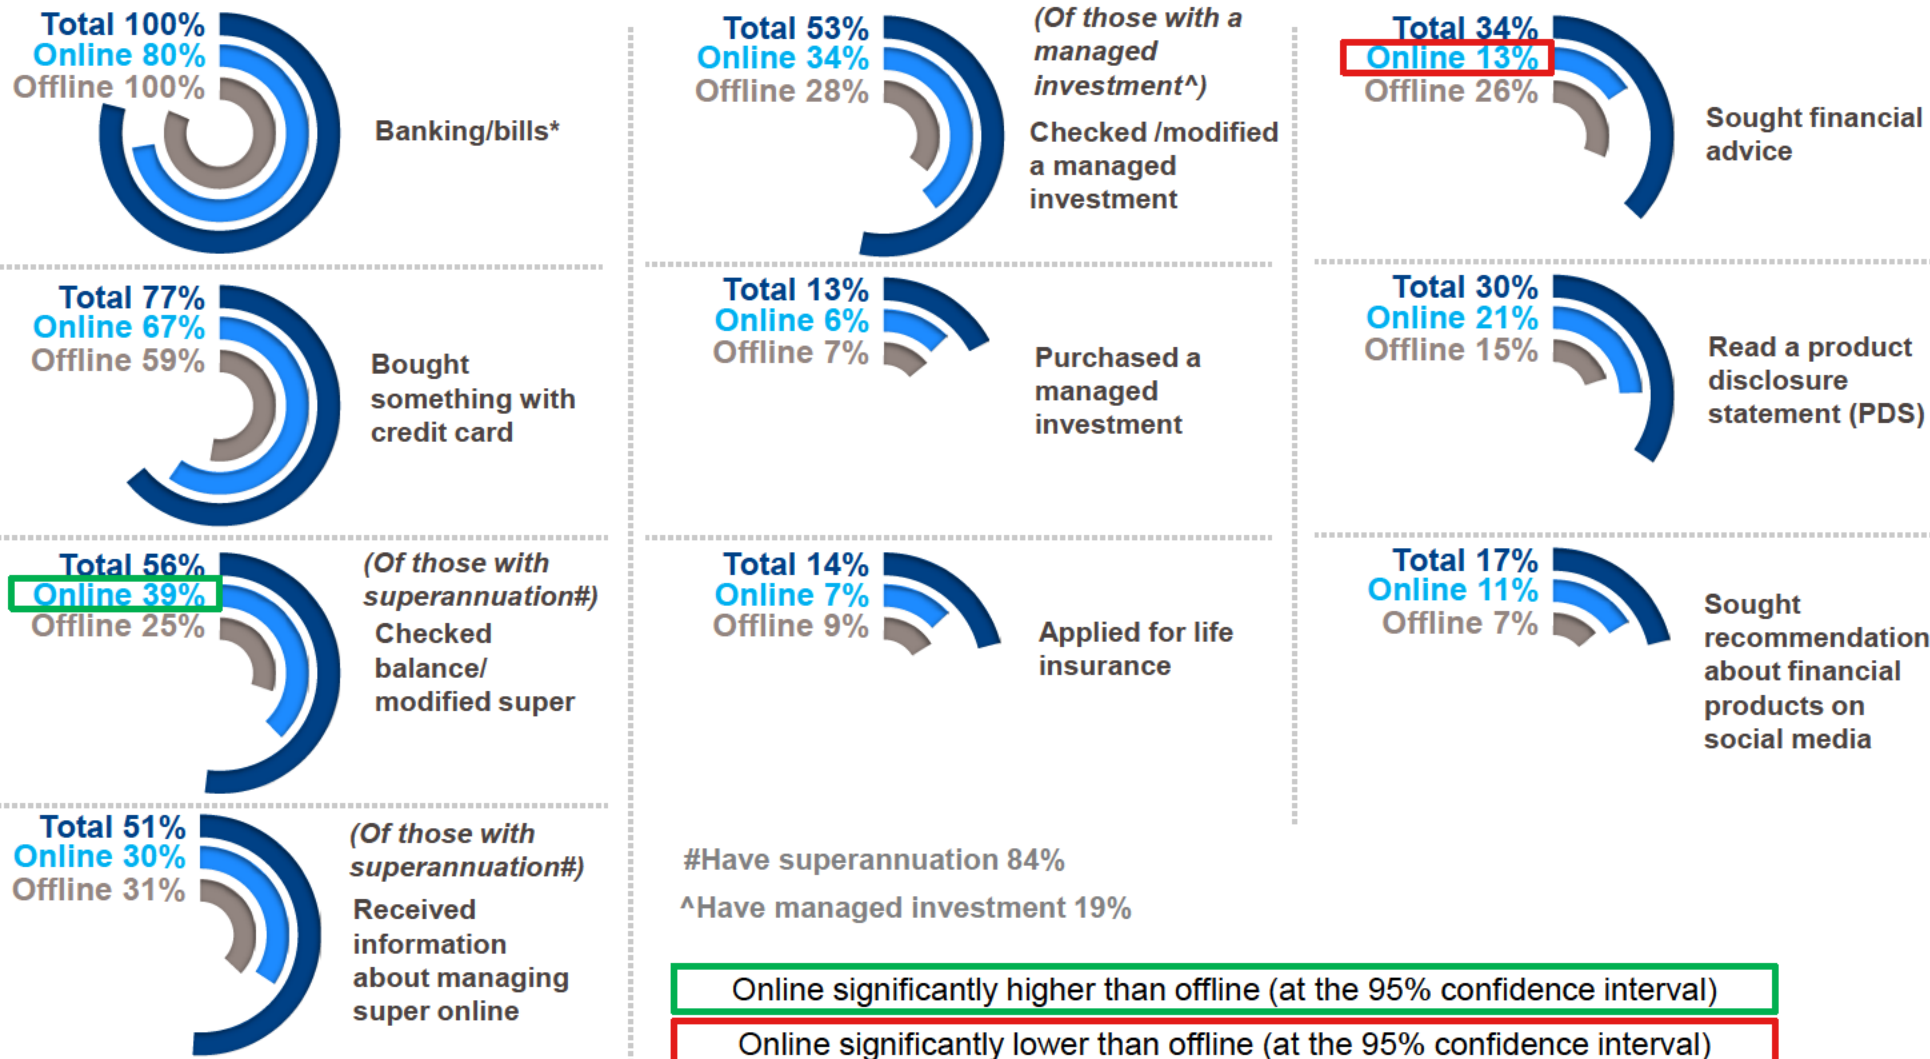 Total 100%
Online 80%
Offline 100%
Banking/bills*
Total 77%
Online 67%
Offline 59%
Bought
something with
credit card
Total 56%
Online 39%
Offline 25%
(Of those with
superannuation#)
Checked
balance/
modified super
Total 51%
Online 30%
Offline 31%
(Of those with
superannuation#)
Received
information
about managing
super online
Total 53%
Online 34%
Offline 28%
(Of those with a
managed
investment^)
Checked /modified
a managed
investment
Total 13%
Online 6%
Offline 7%
Purchased a
managed
investment
Total 14%
Online 7%
Offline 9%
Applied for life
insurance
Total 34%
Online 13%
Offline 26%
Sought financial
advice
Total 30%
Online 21%
Offline 15%
Read a product
disclosure
statement (PDS)
Total 17%
Online 11%
Offline 7%
Sought
recommendation
about financial
products on
social media
#Have superannuation 84%
^Have managed investment 19%
Online significantly higher than offline (at the 95% confidence interval)
Online significantly lower than offline (at the 95% confidence interval)